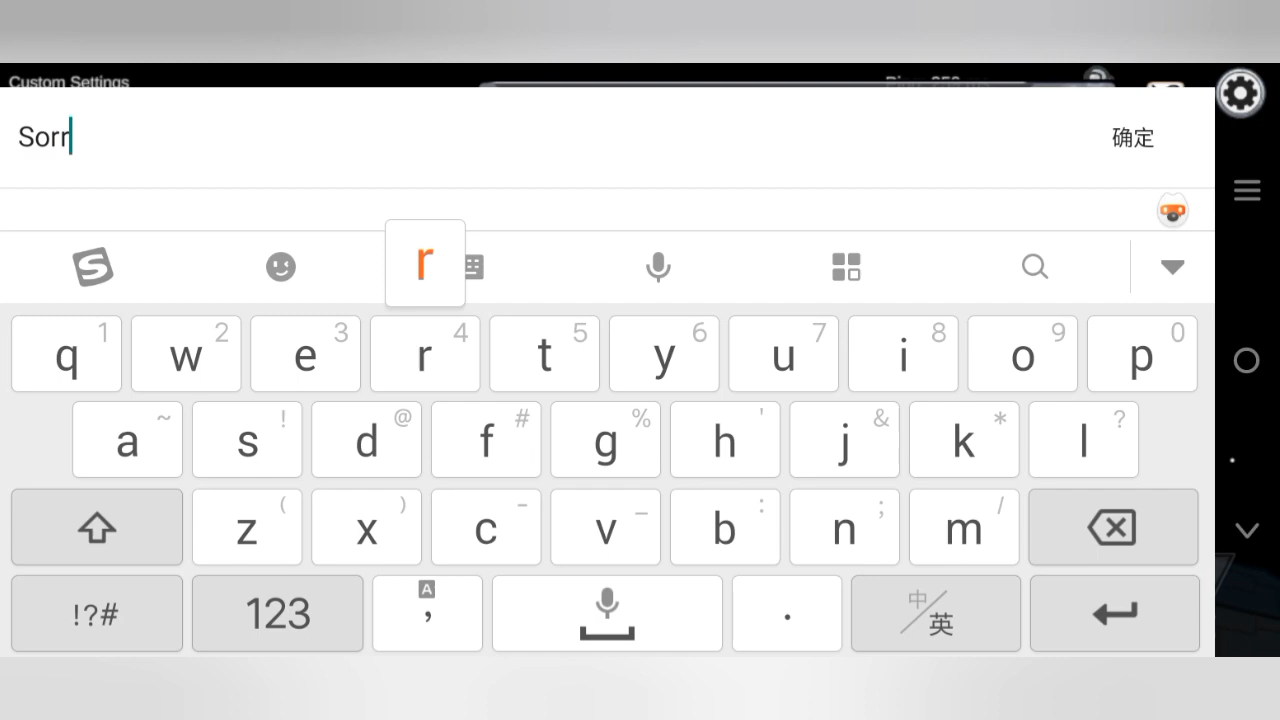 Custom Settings
Sorr
确定
r
1 2 3 4 5 6 7 8 9 0
q w e r t y u i o p
~ ! @ # % ' & * ?
a s d f g h j k l
( ) - _ : ; /
z x c v b n m
A 中
!?# 123 , . 英